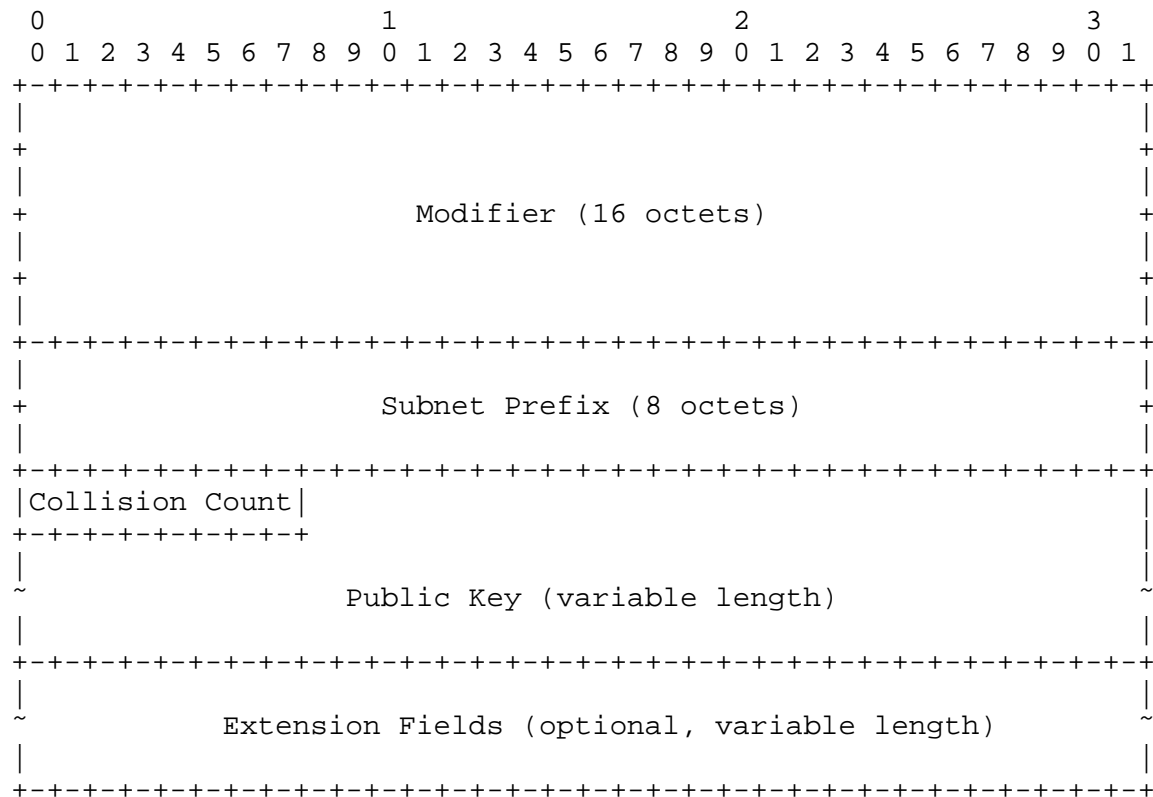 0                   1                   2                   3
 0 1 2 3 4 5 6 7 8 9 0 1 2 3 4 5 6 7 8 9 0 1 2 3 4 5 6 7 8 9 0 1
+-+-+-+-+-+-+-+-+-+-+-+-+-+-+-+-+-+-+-+-+-+-+-+-+-+-+-+-+-+-+-+-+
|                                                               |
+                                                               +
|                                                               |
+                      Modifier (16 octets)                     +
|                                                               |
+                                                               +
|                                                               |
+-+-+-+-+-+-+-+-+-+-+-+-+-+-+-+-+-+-+-+-+-+-+-+-+-+-+-+-+-+-+-+-+
|                                                               |
+                    Subnet Prefix (8 octets)                   +
|                                                               |
+-+-+-+-+-+-+-+-+-+-+-+-+-+-+-+-+-+-+-+-+-+-+-+-+-+-+-+-+-+-+-+-+
|Collision Count|                                               |
+-+-+-+-+-+-+-+-+                                               |
|                                                               |
~                  Public Key (variable length)                 ~
|                                                               |
+-+-+-+-+-+-+-+-+-+-+-+-+-+-+-+-+-+-+-+-+-+-+-+-+-+-+-+-+-+-+-+-+
|                                                               |
~           Extension Fields (optional, variable length)        ~
|                                                               |
+-+-+-+-+-+-+-+-+-+-+-+-+-+-+-+-+-+-+-+-+-+-+-+-+-+-+-+-+-+-+-+-+